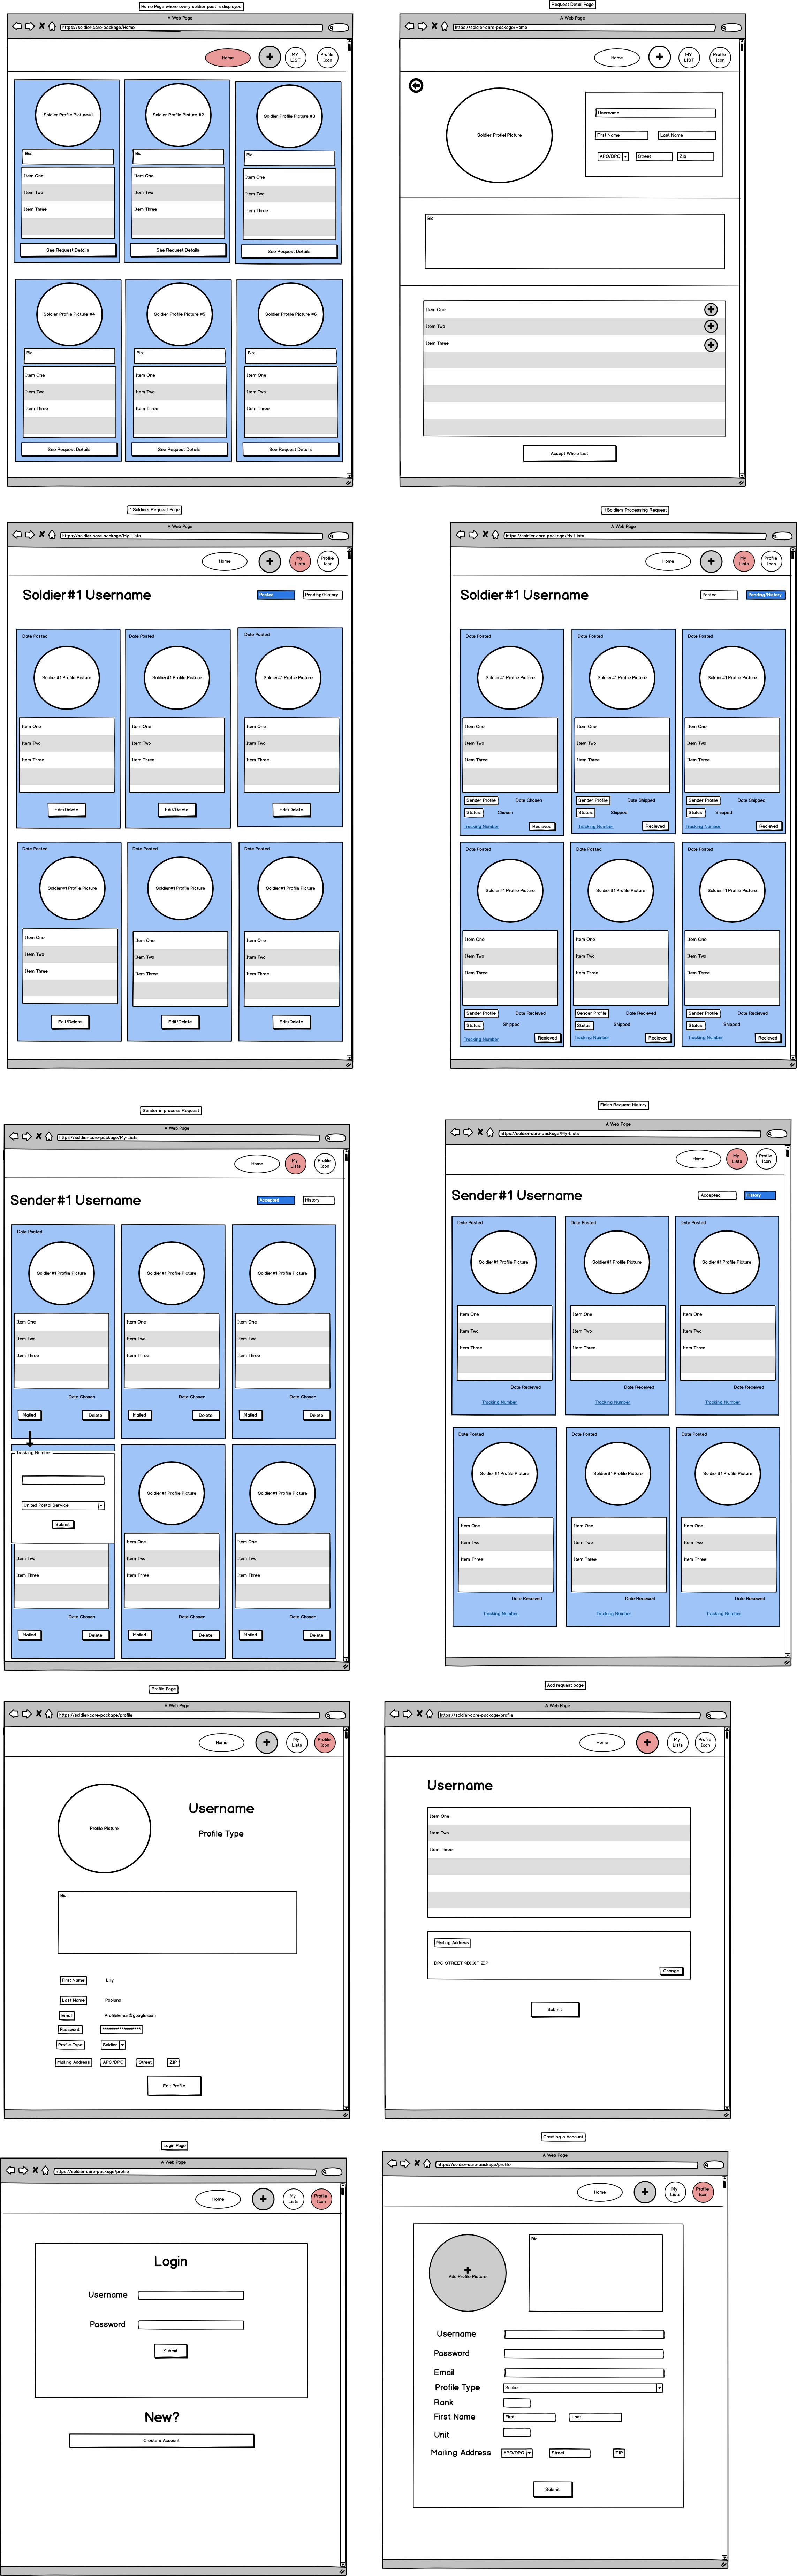 Home Page where every soldier post is displayed
A Web Page
https://soldier-care-package/Home
Home
MY
LIST
Profile
Icon
Soldier Profile Picture#1
Soldier Profile Picture #2
Soldier Profile Picture #3
Bio:
Bio:
Bio:
Item One
Item One
Item One
Item Two
Item Two
Item Two
Item Three
Item Three
Item Three
See Request Details
See Request Details
See Request Details
Soldier Profile Picture #4
Soldier Profile Picture #5
Soldier Profile Picture #6
Bio:
Bio:
Bio:
Item One
Item One
Item One
Item Two
Item Two
Item Two
Item Three
Item Three
Item Three
See Request Details
See Request Details
See Request Details
Request Detail Page
A Web Page
https://soldier-care-package/Home
Home
MY
LIST
Profile
Icon
Soldier Profiel Picture
Username
First Name
Last Name
APO/DPO
Street
Zip
Bio:
Item One
Item Two
Item Three
Accept Whole List
1 Soldiers Request Page
A Web Page
https://soldier-care-package/My-Lists
Home
My
Lists
Profile
Icon
Soldier#1 Username
Posted
Pending/History
Date Posted
Date Posted
Date Posted
Soldier#1 Profile Picture
Soldier#1 Profile Picture
Soldier#1 Profile Picture
Item One
Item One
Item One
Item Two
Item Two
Item Two
Item Three
Item Three
Item Three
Edit/Delete
Edit/Delete
Edit/Delete
Date Posted
Date Posted
Date Posted
Soldier#1 Profile Picture
Soldier#1 Profile Picture
Soldier#1 Profile Picture
Item One
Item One
Item One
Item Two
Item Two
Item Two
Item Three
Item Three
Item Three
Edit/Delete
Edit/Delete
Edit/Delete
1 Soldiers Processing Request
A Web Page
https://soldier-care-package/My-Lists
Home
My
Lists
Profile
Icon
Soldier#1 Username
Posted
Pending/History
Date Posted
Date Posted
Date Posted
Soldier#1 Profile Picture
Soldier#1 Profile Picture
Soldier#1 Profile Picture
Item One
Item One
Item One
Item Two
Item Two
Item Two
Item Three
Item Three
Item Three
Sender Profile
Date Chosen
Sender Profile
Date Shipped
Sender Profile
Date Shipped
Status
Chosen
Status
Shipped
Status
Shipped
Tracking Number
Recieved
Tracking Number
Recieved
Tracking Number
Recieved
Date Posted
Date Posted
Date Posted
Soldier#1 Profile Picture
Soldier#1 Profile Picture
Soldier#1 Profile Picture
Item One
Item One
Item One
Item Two
Item Two
Item Two
Item Three
Item Three
Item Three
Sender Profile
Date Recieved
Sender Profile
Date Recieved
Sender Profile
Date Recieved
Status
Shipped
Status
Shipped
Status
Shipped
Tracking Number
Recieved
Tracking Number
Recieved
Tracking Number
Recieved
Sender in process Request
A Web Page
https://soldier-care-package/My-Lists
Home
My
Lists
Profile
Icon
Sender#1 Username
Accepted
History
Date Posted
Soldier#1 Profile Picture
Soldier#1 Profile Picture
Soldier#1 Profile Picture
Item One
Item One
Item One
Item Two
Item Two
Item Two
Item Three
Item Three
Item Three
Date Chosen
Date Chosen
Date Chosen
Mailed
Delete
Mailed
Delete
Mailed
Delete
Tracking Number
United Postal Service
Submit
Soldier#1 Profile Picture
Soldier#1 Profile Picture
Item One
Item One
Item Two
Item Two
Item Two
Item Three
Item Three
Item Three
Date Chosen
Date Chosen
Date Chosen
Mailed
Delete
Mailed
Delete
Mailed
Delete
Finish Request History
A Web Page
https://soldier-care-package/My-Lists
Home
My
Lists
Profile
Icon
Sender#1 Username
Accepted
History
Date Posted
Date Posted
Date Posted
Soldier#1 Profile Picture
Soldier#1 Profile Picture
Soldier#1 Profile Picture
Item One
Item One
Item One
Item Two
Item Two
Item Two
Item Three
Item Three
Item Three
Date Recieved
Date Received
Date Received
Tracking Number
Tracking Number
Tracking Number
Date Posted
Date Posted
Date Posted
Soldier#1 Profile Picture
Soldier#1 Profile Picture
Soldier#1 Profile Picture
Item One
Item One
Item One
Item Two
Item Two
Item Two
Item Three
Item Three
Item Three
Date Received
Date Received
Date Received
Tracking Number
Tracking Number
Tracking Number
Profile Page
A Web Page
https://soldier-care-package/profile
Home
My
Lists
Profile
Icon
Profile Picture
Username
Profile Type
Bio:
First Name
Lilly
Last Name
Pabiano
Email
ProfileEmail@google.com
Password
******************
Profile Type
Soldier
Mailing Address
APO/DPO
Street
ZIP
Edit Profile
Add request page
A Web Page
https://soldier-care-package/profile
Home
My
Lists
Profile
Icon
Username
Item One
Item Two
Item Three
Mailing Address
DPO STREET 9DIGIT ZIP
Change
Submit
Login Page
A Web Page
https://soldier-care-package/profile
Home
My
Lists
Profile
Icon
Login
Username
Password
Submit
New?
Create a Account
Creating a Account
A Web Page
https://soldier-care-package/profile
Home
My
Lists
Profile
Icon
Add Profile Picture
Bio:
Username
Password
Email
Profile Type
Soldier
Rank
First Name
First
Last
Unit
Mailing Address
APO/DPO
Street
ZIP
Submit